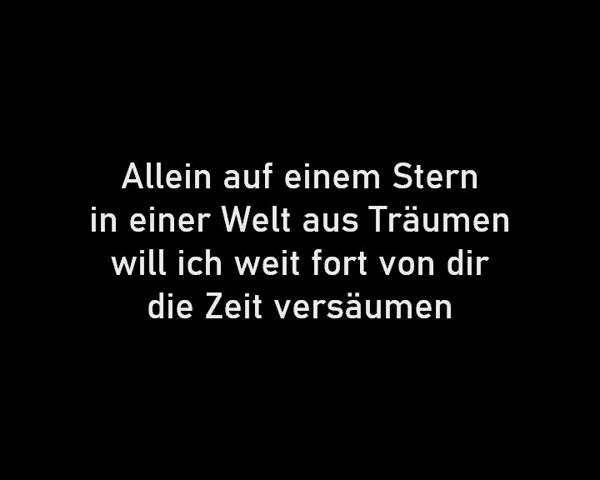 Allein auf einem Stern
in einer Welt aus Träumen
will ich weit fort von dir
die Zeit versäumen